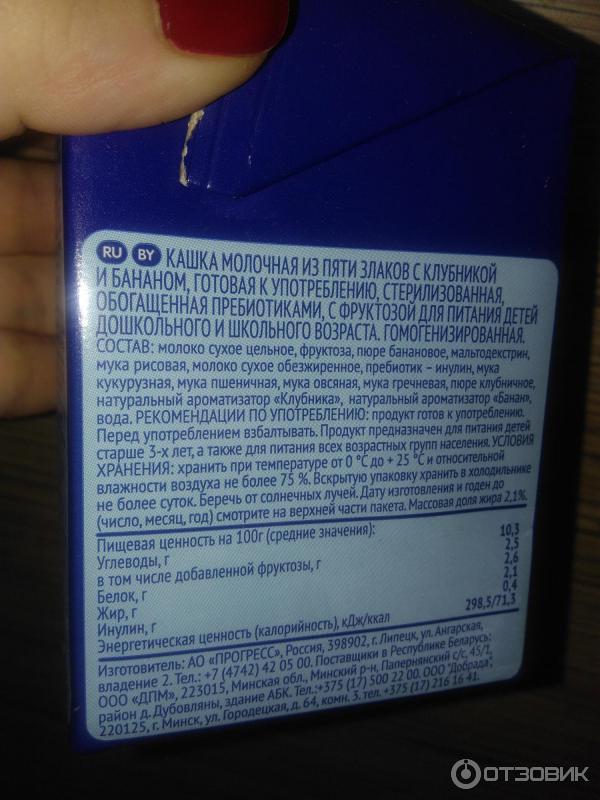 RU BY КАШКА МОЛОЧНАЯ ИЗ ПЯТИ ЗЛАКОВ С КЛУБНИКОЙ
И БАНАНОМ, ГОТОВАЯ К УПОТРЕБЛЕНИЮ, СТЕРИЛИЗОВАННАЯ,
ОБОГАЩЕННАЯ ПРЕБИОТИКАМИ, С ФРУКТОЗОЙ ДЛЯ ПИТАНИЯ ДЕТЕЙ
ДОШКОЛЬНОГО И ШКОЛЬНОГО ВОЗРАСТА. ГОМОГЕНИЗИРОВАННАЯ.
СОСТАВ: молоко сухое цельное, фруктоза, пюре банановое, мальтодекстрин,
мука рисовая, молоко сухое обезжиренное, пребиотик – инулин, мука
кукурузная, мука пшеничная, мука овсяная, мука гречневая, пюре клубничное,
натуральный ароматизатор «Клубника», натуральный ароматизатор «Банан»,
вода. РЕКОМЕНДАЦИИ ПО УПОТРЕБЛЕНИЮ: продукт готов к употреблению.
Перед употреблением взбалтывать. Продукт предназначен для питания детей
старше 3-х лет, а также для питания всех возрастных групп населения. УСЛОВИЯ
ХРАНЕНИЯ: хранить при температуре от 0 °С до + 25 °С и относительной
влажности воздуха не более 75 %. Вскрытую упаковку хранить в холодильнике
не более суток. Беречь от солнечных лучей. Дату изготовления и годен до
(число, месяц, год) смотрите на верхней части пакета. Массовая доля жира 2,1%.
Пищевая ценность на 100г (средние значения):
Углеводы, г 10,3
в том числе добавленной фруктозы, г 2,5
Белок, г 2,6
Жир, г 2,1
Инулин, г 0,4
Энергетическая ценность (калорийность), кДж/ккал 298,5/71,3
Изготовитель: АО «ПРОГРЕСС», Россия, 398902, г. Липецк, ул. Ангарская,
владение 2. Тел.: +7 (4742) 42 05 00. Поставщики в Республике Беларусь:
ООО «ДПМ», 223015, Минская обл., Минский р-н, Папернянский с/с, 45/1,
район д. Дубовляны, здание АБК. Тел.:+375 (17) 500 22 00. ООО "Добрада",
220125, г. Минск, ул. Городецкая, д. 64, комн. 3. тел. +375 (17) 216 16 41.
ОТЗОВИК